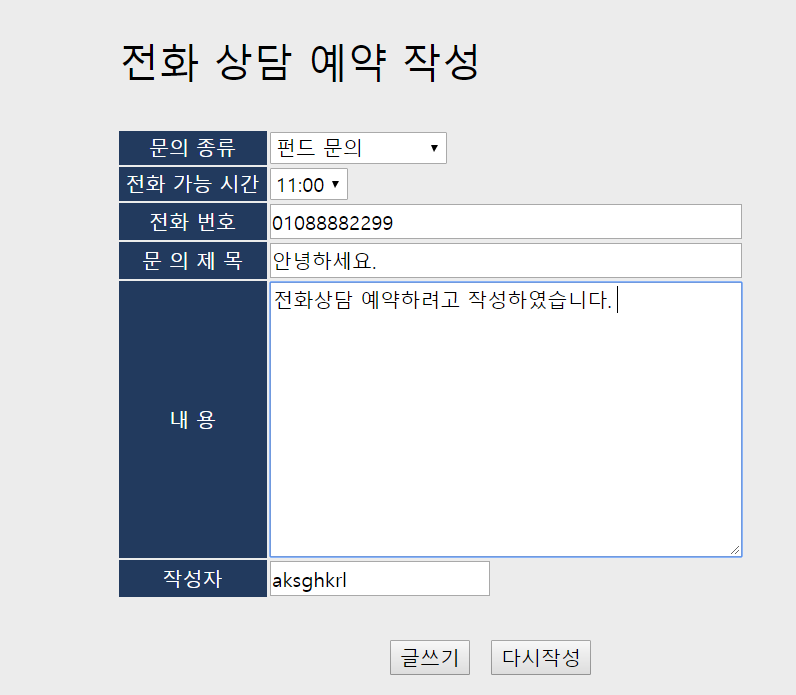 전화 상담 예약 작성
문의 종류 펀드 문의
전화 가능 시간 11:00
전화 번호 01088882299
문 의 제 목 안녕하세요.
전화상담 예약하려고 작성하였습니다.
내 용
작성자 aksghkrl
글쓰기 다시작성